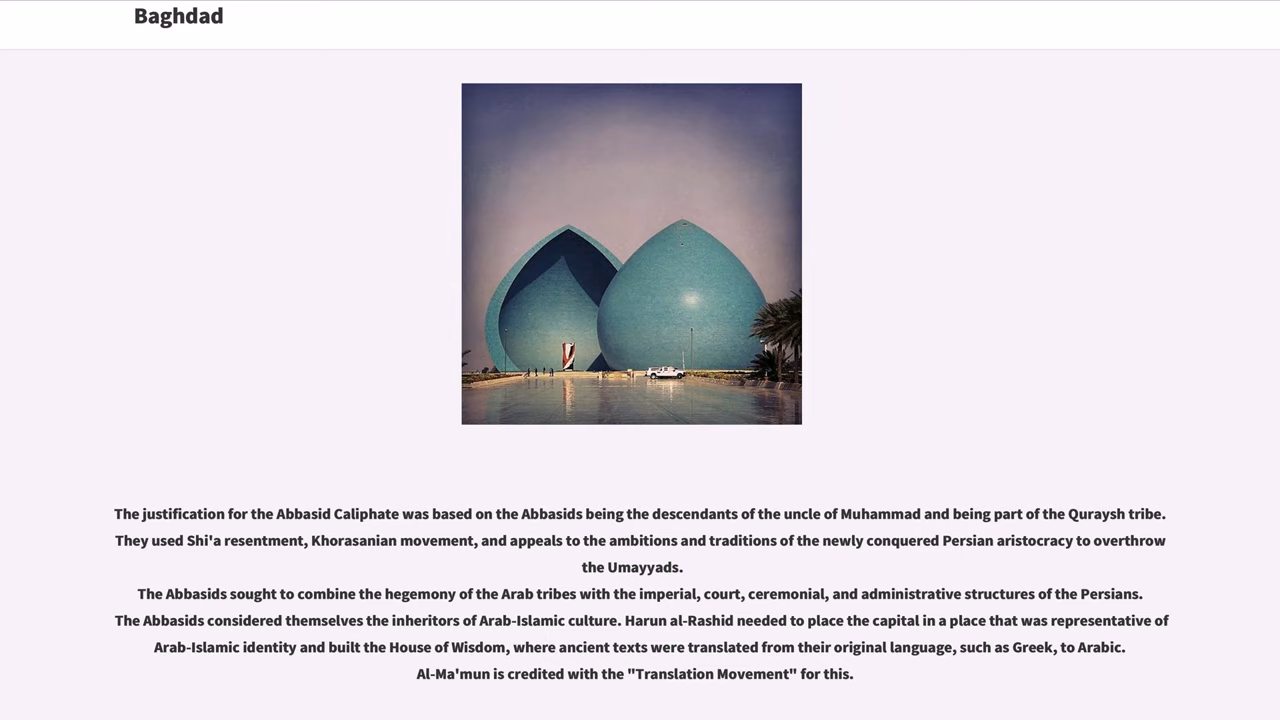 Baghdad
The justification for the Abbasid Caliphate was based on the Abbasids being the descendants of the uncle of Muhammad and being part of the Quraysh tribe.
They used Shi'a resentment, Khorasanian movement, and appeals to the ambitions and traditions of the newly conquered Persian aristocracy to overthrow
the Umayyads.
The Abbasids sought to combine the hegemony of the Arab tribes with the imperial, court, ceremonial, and administrative structures of the Persians.
The Abbasids considered themselves the inheritors of Arab-Islamic culture. Harun al-Rashid needed to place the capital in a place that was representative of
Arab-Islamic identity and built the House of Wisdom, where ancient texts were translated from their original language, such as Greek, to Arabic.
Al-Ma'mun is credited with the "Translation Movement" for this.